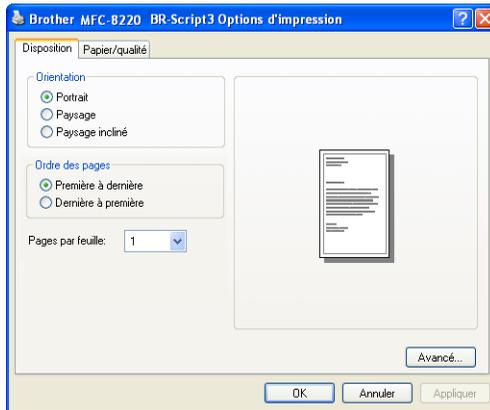 Brother MFC-8220 BR-Script3 Options d'impression
Disposition
Papier/qualité
Orientation
Portrait
Paysage
Paysage incliné
Ordre des pages
Première à dernière
Dernière à première
Pages par feuille:
1
Avancé...
OK
Annuler
Appliquer